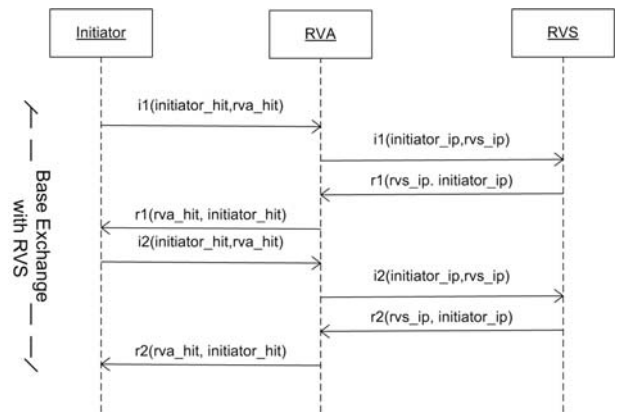 Initiator
RVA
RVS
i1(initiator_hit,rva_hit)
i1(initiator_ip,rvs_ip)
r1(rvs_ip. initiator_ip)
r1(rva_hit, initiator_hit)
i2(initiator_hit,rva_hit)
i2(initiator_ip,rvs_ip)
r2(rvs_ip, initiator_ip)
r2(rva_hit, initiator_hit)
Base Exchange
with RVS